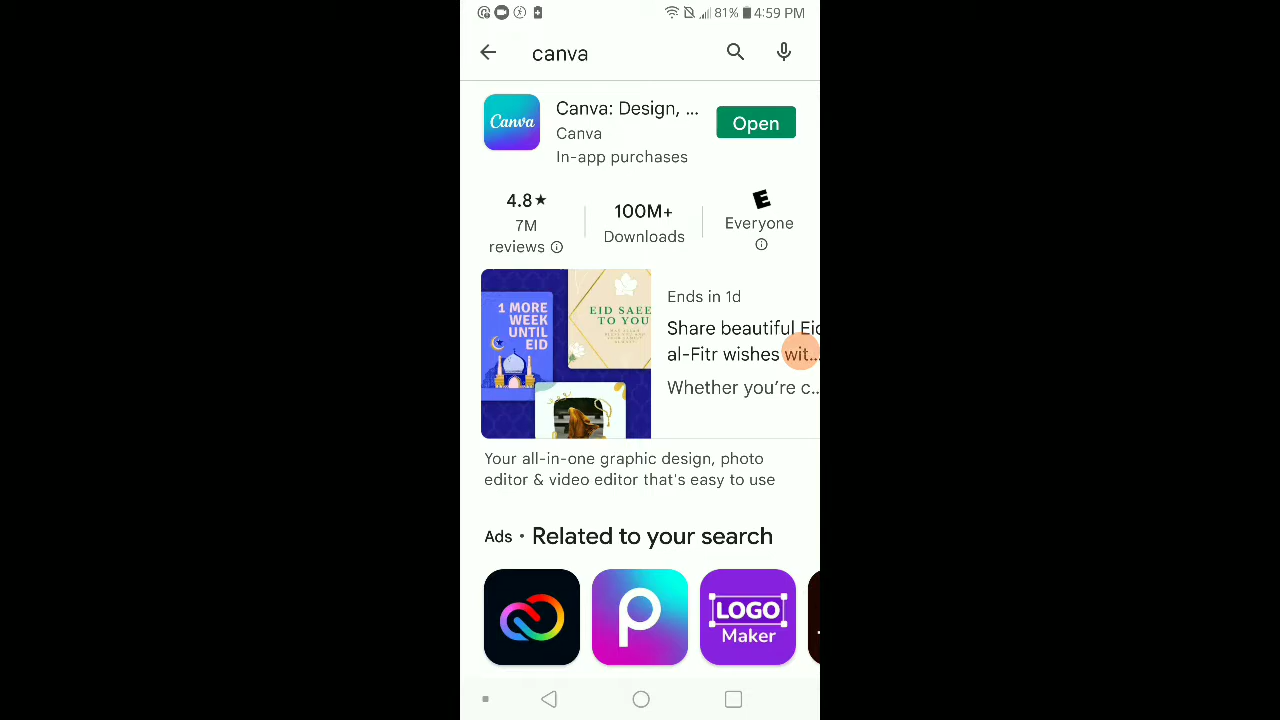 81% 4:59 PM
canva
Canva
Canva: Design, ...
Canva
In-app purchases
Open
4.8★
7M
reviews
100M+
Downloads
E
Everyone
1 MORE
WEEK
UNTIL
EID
EID SAEE
TO YOU
Ends in 1d
Share beautiful Eid
al-Fitr wishes wit...
Whether you're c..
Your all-in-one graphic design, photo
editor & video editor that's easy to use
Ads • Related to your search
LOGO
Maker